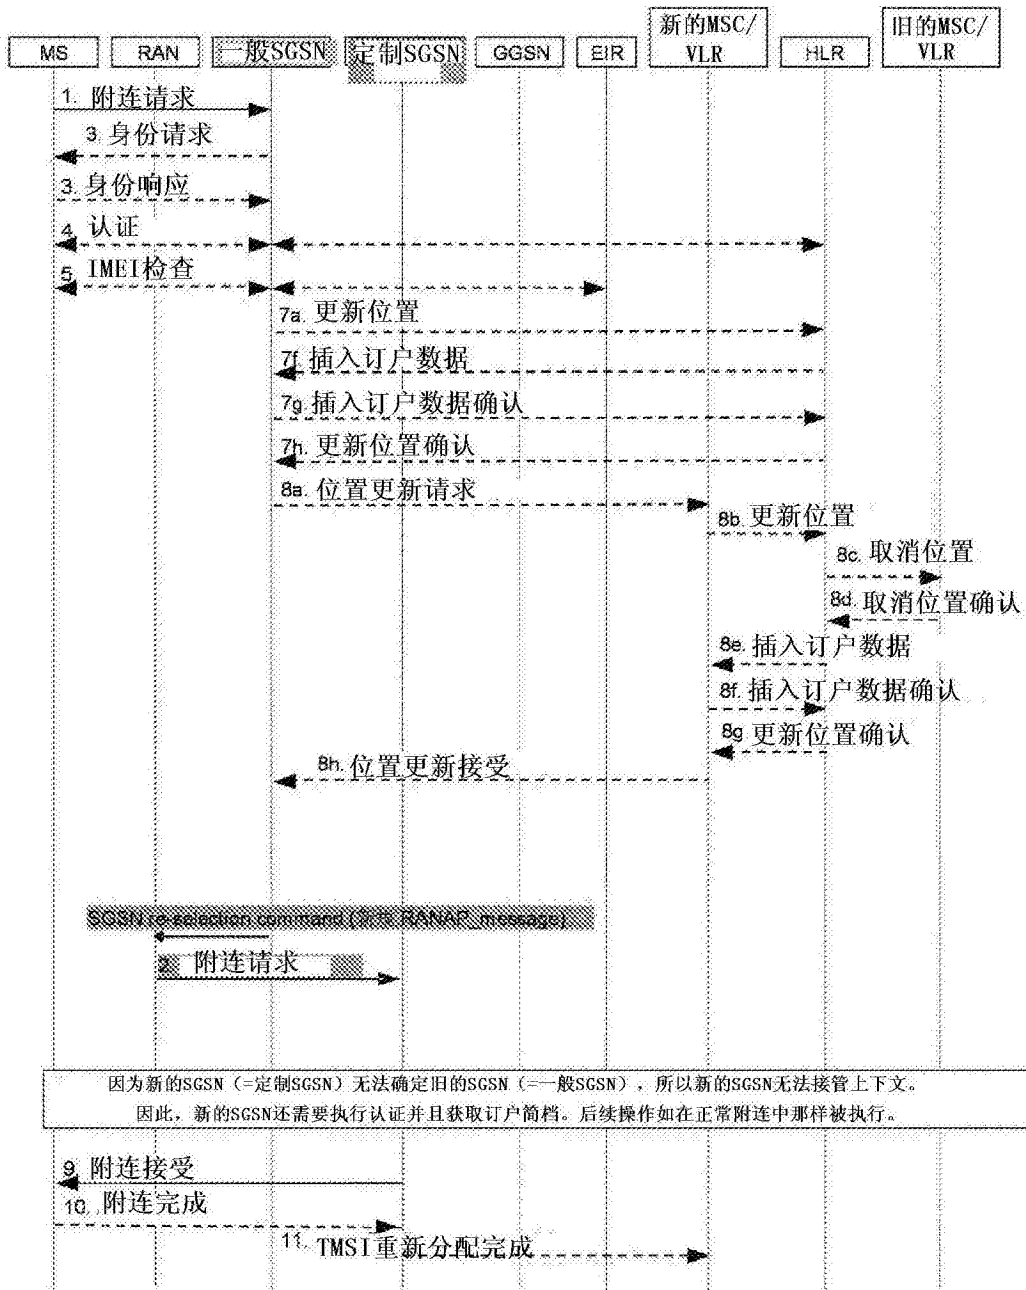 MS
RAN
一般SGSN
定制SGSN
GGSN
EIR
新的MSC/
VLR
HLR
旧的MSC/
VLR
1. 附连请求
3. 身份请求
3. 身份响应
4. 认证
5. IMEI检查
7a. 更新位置
7f. 插入订户数据
7g. 插入订户数据确认
7h. 更新位置确认
8a. 位置更新请求
8b. 更新位置
8c. 取消位置
8d. 取消位置确认
8e. 插入订户数据
8f. 插入订户数据确认
8g. 更新位置确认
8h. 位置更新接受
SGSN re-selection command ( RANAP_message)
2. 附连请求
因为新的SGSN（=定制SGSN）无法确定旧的SGSN（=一般SGSN），所以新的SGSN无法接管上下文。
因此，新的SGSN还需要执行认证并且获取订户简档。后续操作如在正常附连中那样被执行。
9. 附连接受
10. 附连完成
11. TMSI重新分配完成